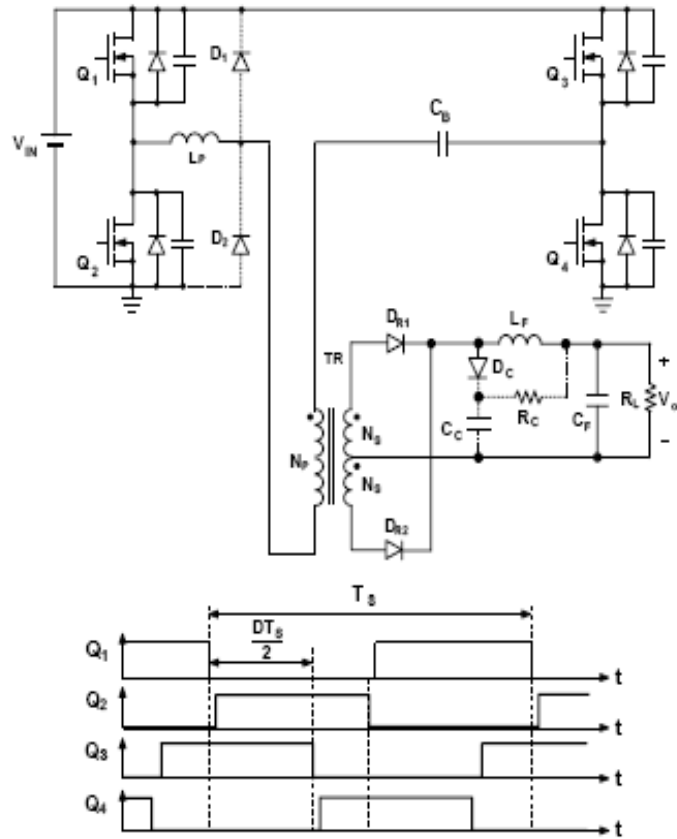 Q1
D1
Q3
CB
VIN
LP
Q2
D2
Q4
DR1
LF
TR
DC
RC
CC
CF
RL
+
Vo
−
NP
NS
NS
DR2
TS
DTS
2
Q1
t
Q2
t
Q3
t
Q4
t